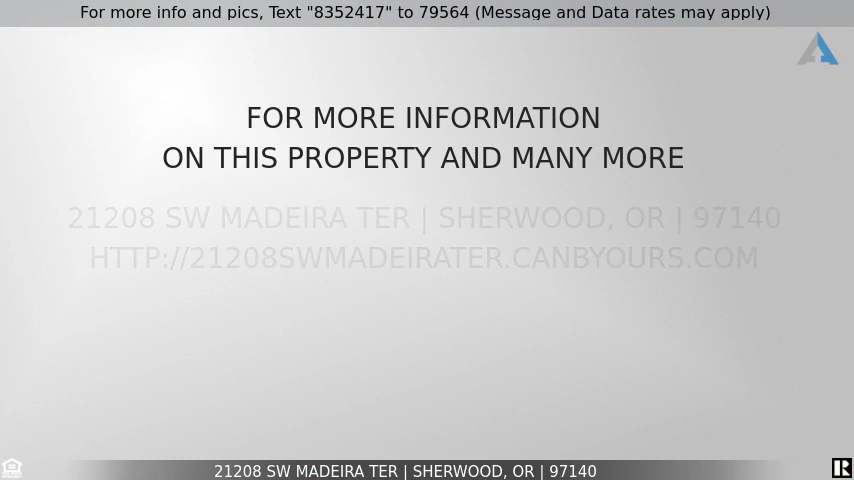 For more info and pics, Text "8352417" to 79564 (Message and Data rates may apply)
FOR MORE INFORMATION
ON THIS PROPERTY AND MANY MORE
21208 SW MADEIRA TER | SHERWOOD, OR | 97140
HTTP://21208SWMADEIRATER.CANBYOURS.COM
21208 SW MADEIRA TER | SHERWOOD, OR | 97140